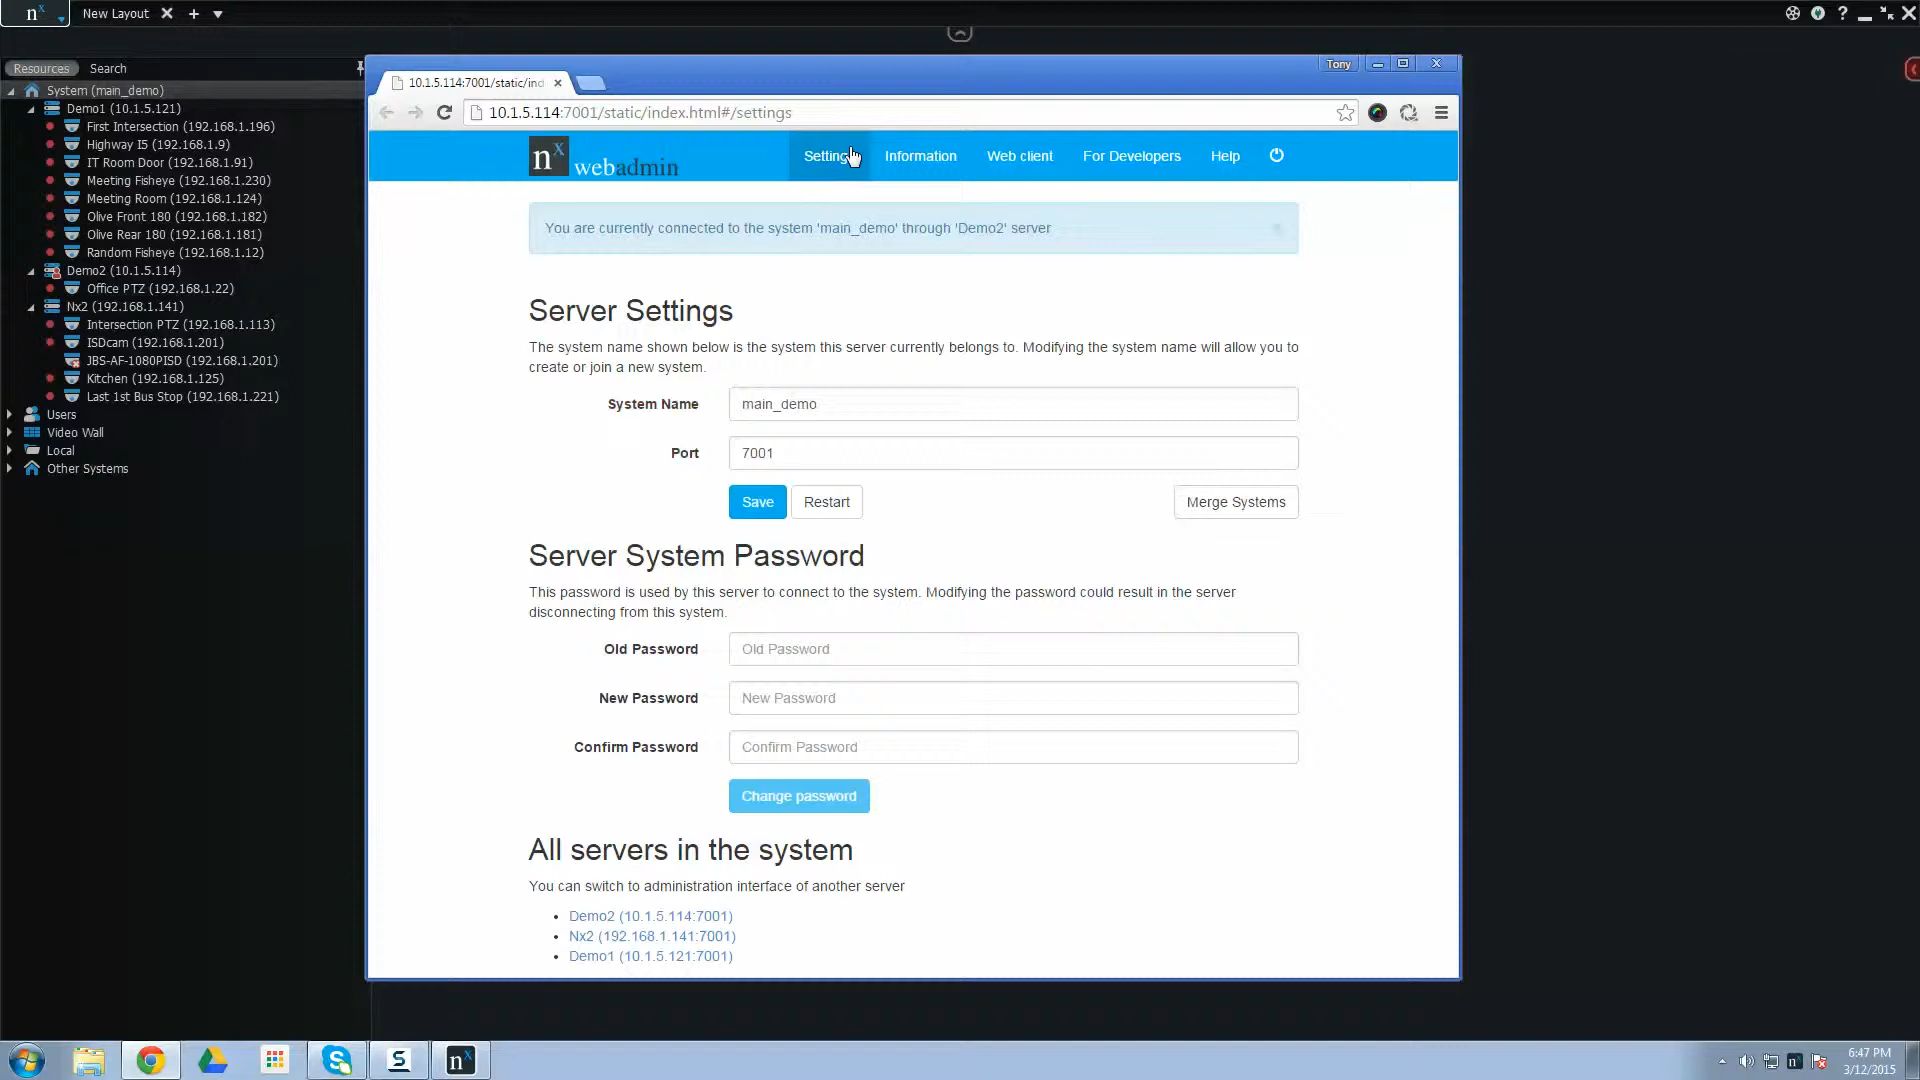 nx
New Layout
Resources
Search
System (main_demo)
Demo1 (10.1.5.121)
First Intersection (192.168.1.196)
Highway I5 (192.168.1.9)
IT Room Door (192.168.1.91)
Meeting Fisheye (192.168.1.230)
Meeting Room (192.168.1.124)
Olive Front 180 (192.168.1.182)
Olive Rear 180 (192.168.1.181)
Random Fisheye (192.168.1.12)
Demo2 (10.1.5.114)
Office PTZ (192.168.1.22)
Nx2 (192.168.1.141)
Intersection PTZ (192.168.1.113)
ISDcam (192.168.1.201)
JBS-AF-1080PISD (192.168.1.201)
Kitchen (192.168.1.125)
Last 1st Bus Stop (192.168.1.221)
Users
Video Wall
Local
Other Systems
Tony
10.1.5.114:7001/static/ind
10.1.5.114:7001/static/index.html#/settings
nx webadmin
Settings
Information
Web client
For Developers
Help
You are currently connected to the system 'main_demo' through 'Demo2' server
Server Settings
The system name shown below is the system this server currently belongs to. Modifying the system name will allow you to
create or join a new system.
System Name
main_demo
Port
7001
Save
Restart
Merge Systems
Server System Password
This password is used by this server to connect to the system. Modifying the password could result in the server
disconnecting from this system.
Old Password
Old Password
New Password
New Password
Confirm Password
Confirm Password
Change password
All servers in the system
You can switch to administration interface of another server
Demo2 (10.1.5.114:7001)
Nx2 (192.168.1.141:7001)
Demo1 (10.1.5.121:7001)
S
S
nx
nx
6:47 PM
3/12/2015